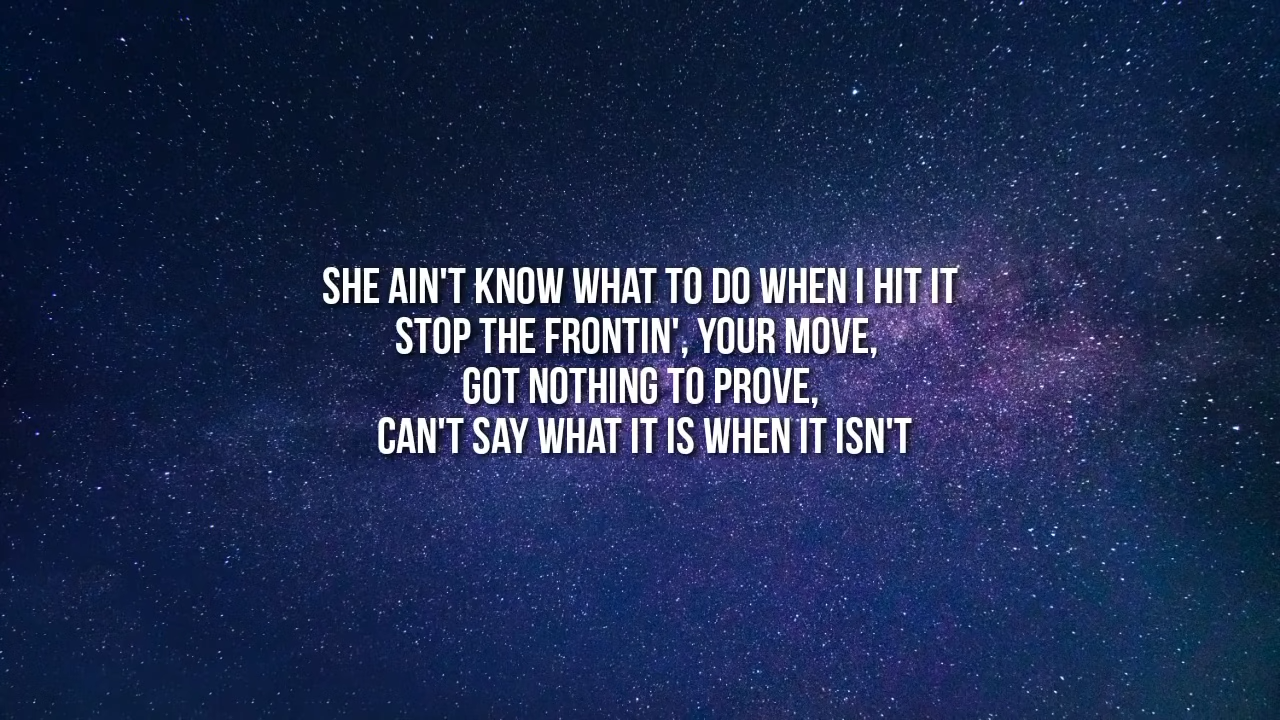 SHE AIN'T KNOW WHAT TO DO WHEN I HIT IT
STOP THE FRONTIN', YOUR MOVE,
GOT NOTHING TO PROVE,
CAN'T SAY WHAT IT IS WHEN IT ISN'T